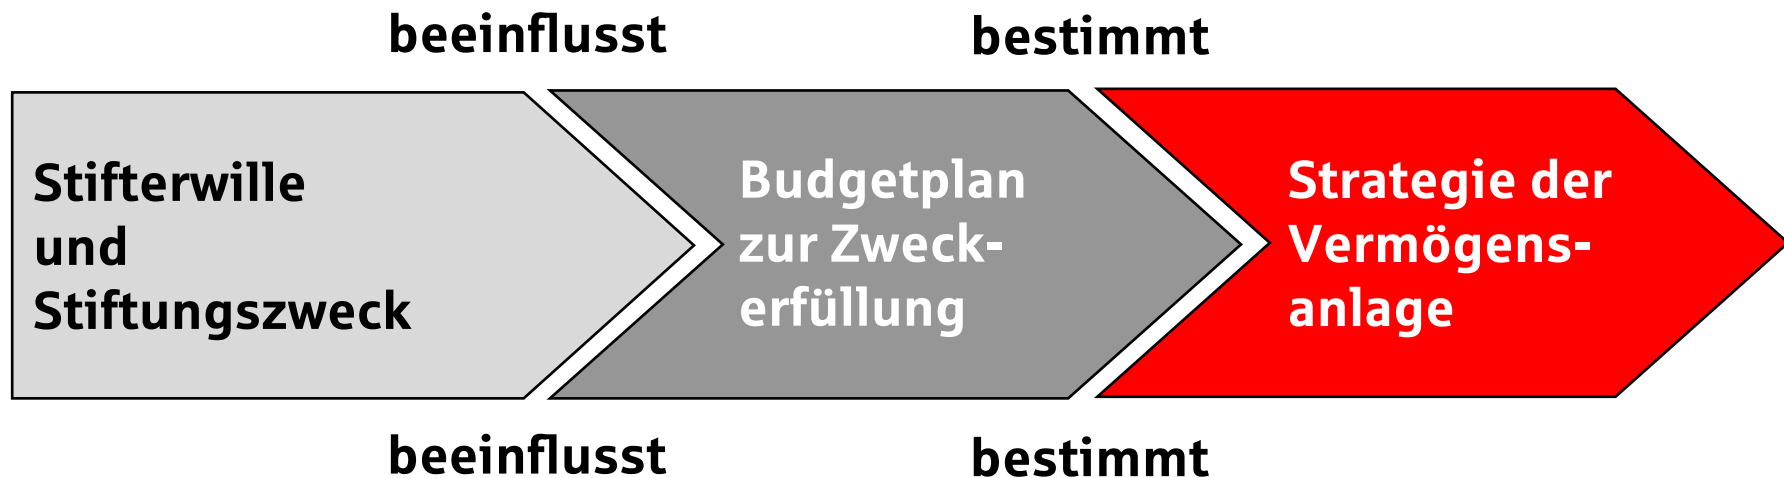 beeinflusst
bestimmt
Stifterwille
und
Stiftungszweck
Budgetplan
zur Zweck-
erfüllung
Strategie der
Vermögens-
anlage
beeinflusst
bestimmt